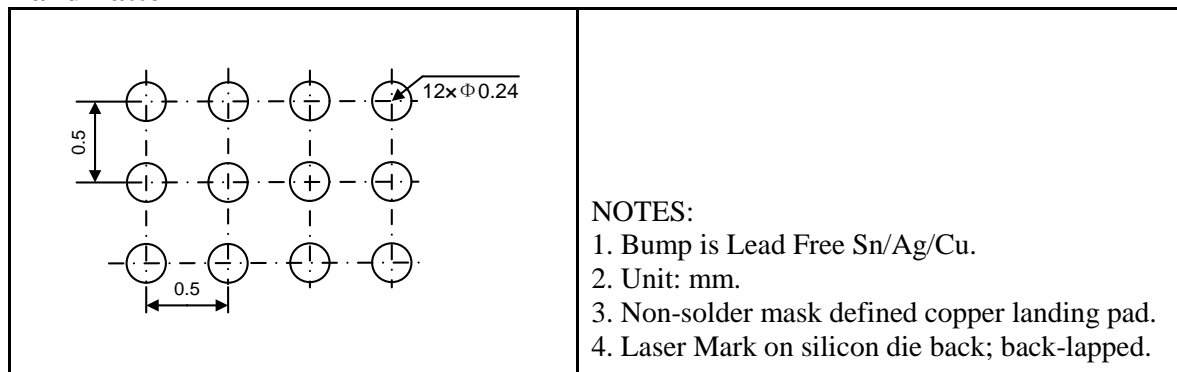 12×Φ0.24
0.5
0.5
NOTES:
1. Bump is Lead Free Sn/Ag/Cu.
2. Unit: mm.
3. Non-solder mask defined copper landing pad.
4. Laser Mark on silicon die back; back-lapped.